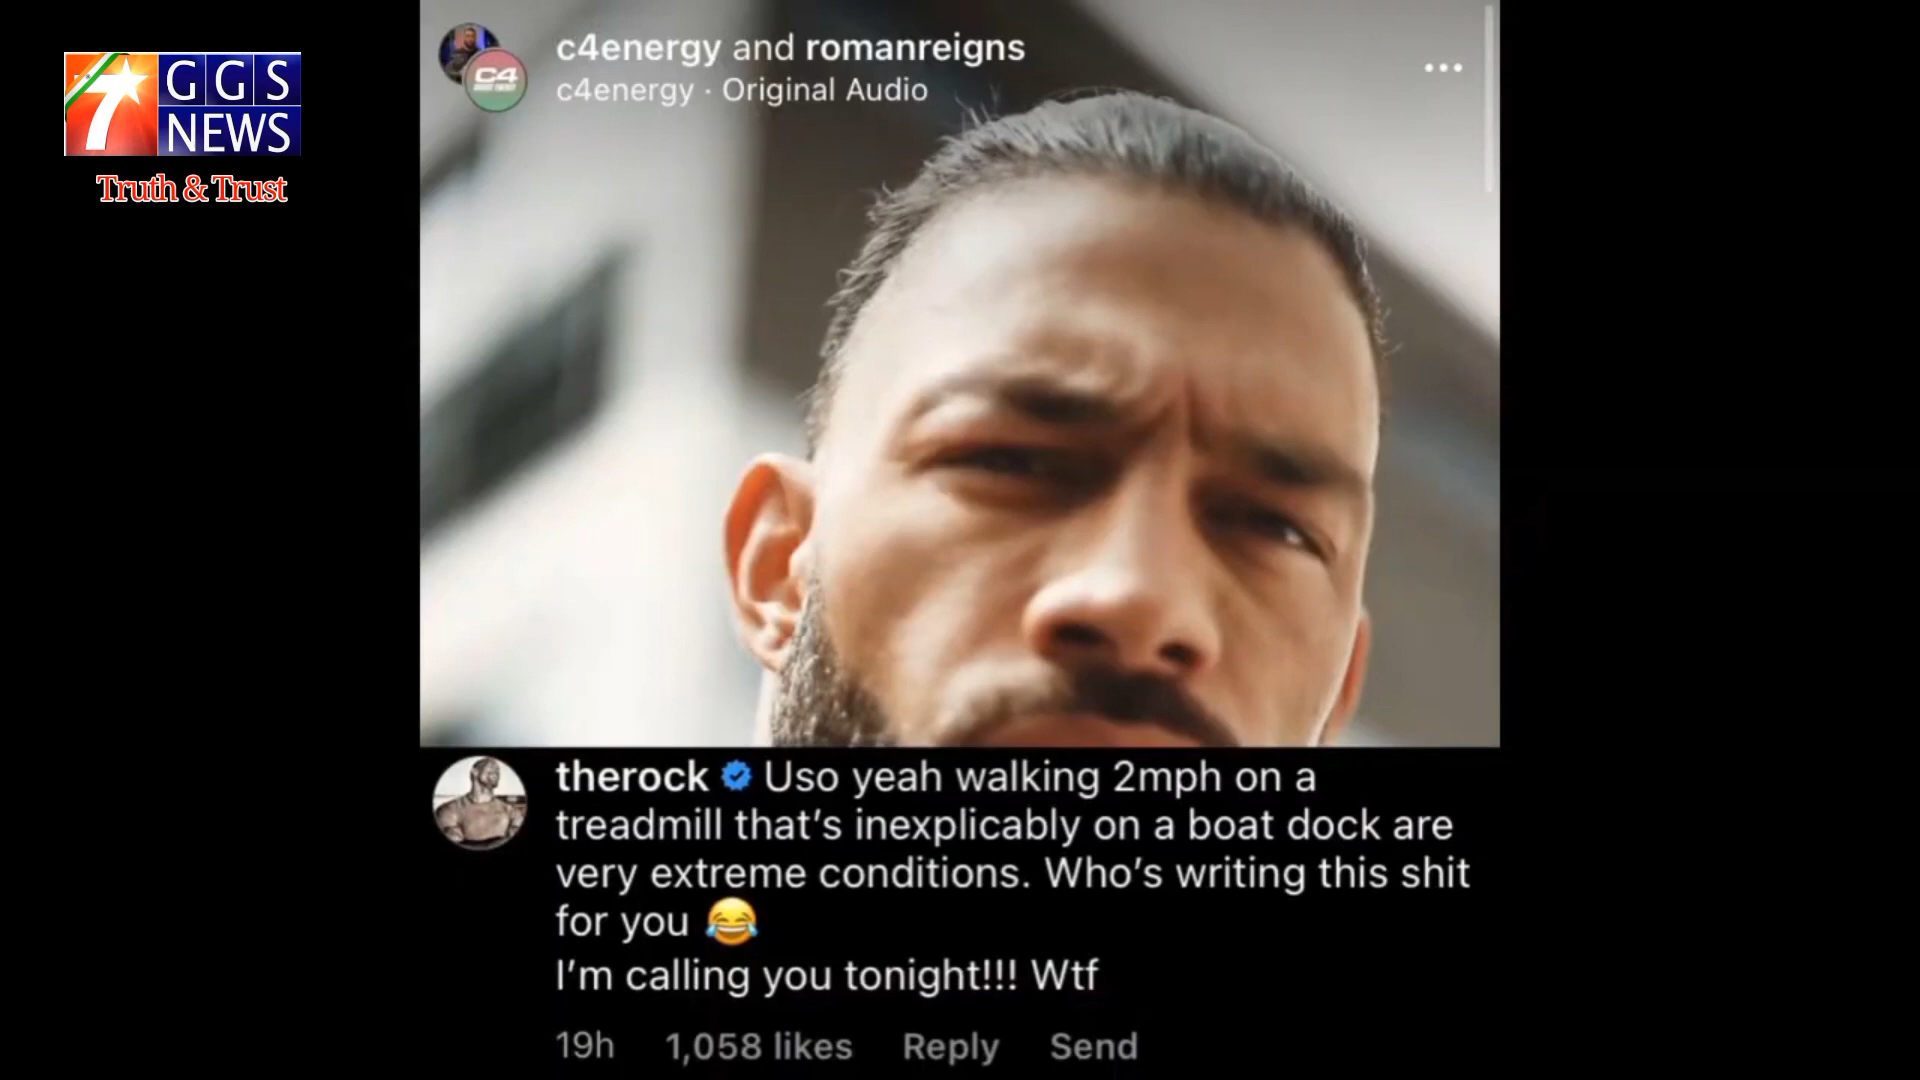 GGS
NEWS
Truth & Trust
c4energy and romanreigns
c4energy · Original Audio
C4
therock Uso yeah walking 2mph on a
treadmill that's inexplicably on a boat dock are
very extreme conditions. Who's writing this shit
for you 😂
I'm calling you tonight!!! Wtf
19h 1,058 likes Reply Send